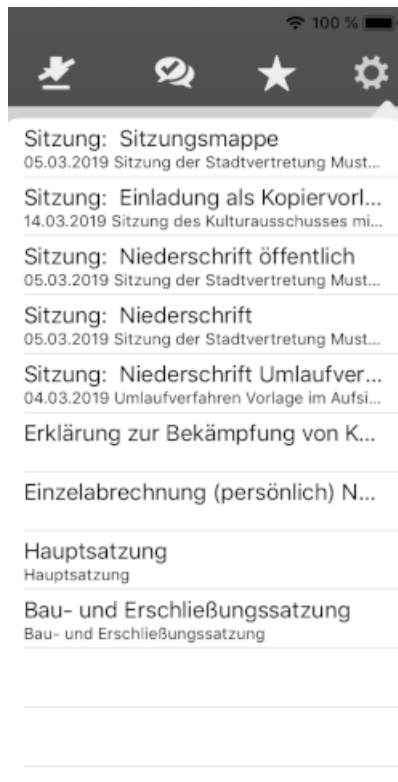 100 %
Sitzung: Sitzungsmappe
05.03.2019 Sitzung der Stadtvertretung Must...
Sitzung: Einladung als Kopiervorl...
14.03.2019 Sitzung des Kulturausschusses mi...
Sitzung: Niederschrift öffentlich
05.03.2019 Sitzung der Stadtvertretung Must...
Sitzung: Niederschrift
05.03.2019 Sitzung der Stadtvertretung Must...
Sitzung: Niederschrift Umlaufver...
04.03.2019 Umlaufverfahren Vorlage im Aufsi...
Erklärung zur Bekämpfung von K...
Einzelabrechnung (persönlich) N...
Hauptsatzung
Hauptsatzung
Bau- und Erschließungssatzung
Bau- und Erschließungssatzung